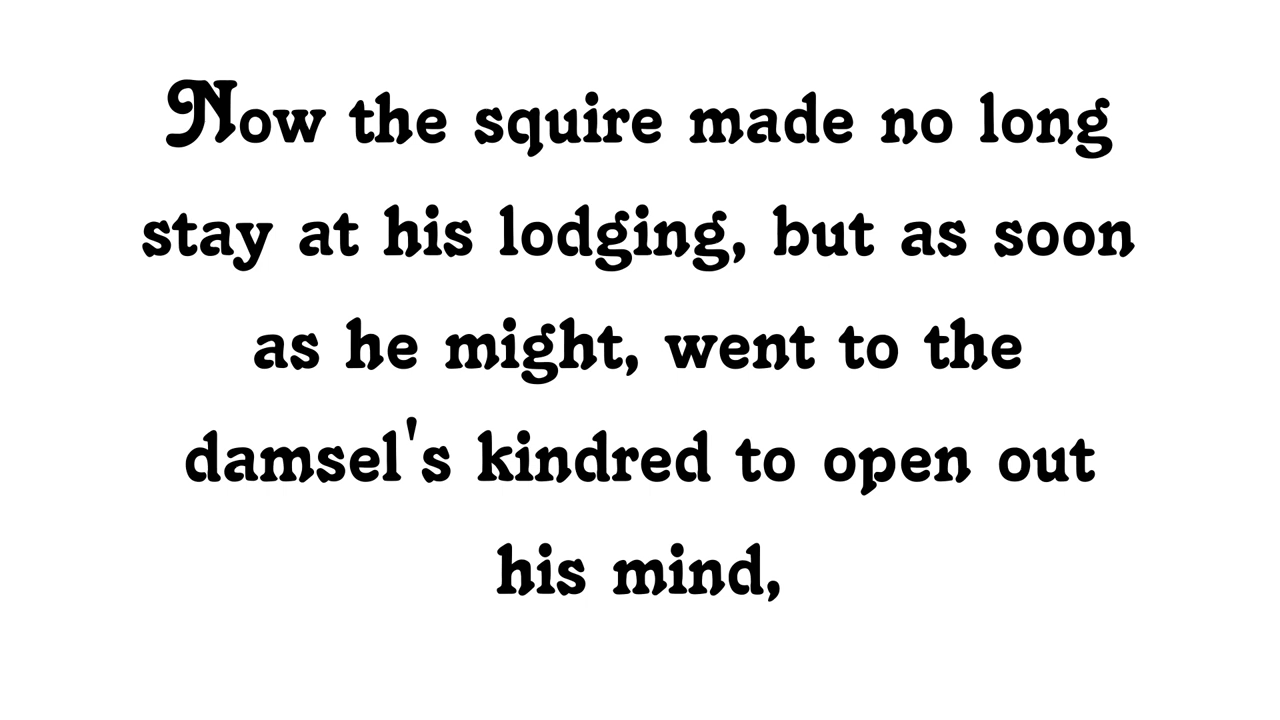 Now the squire made no long
stay at his lodging, but as soon
as he might, went to the
damsel's kindred to open out
his mind,